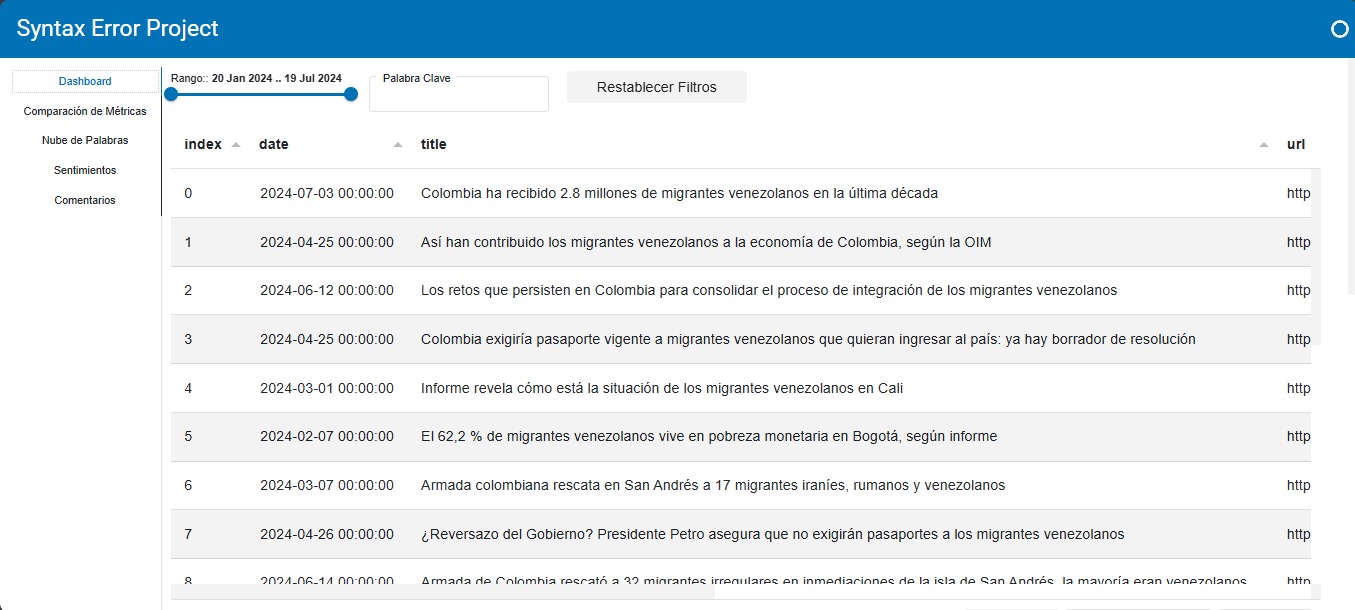 Syntax Error Project
Dashboard
Comparación de Métricas
Nube de Palabras
Sentimientos
Comentarios
Rango:: 20 Jan 2024 .. 19 Jul 2024
Palabra Clave
Restablecer Filtros
index date title url
0 2024-07-03 00:00:00 Colombia ha recibido 2.8 millones de migrantes venezolanos en la última década http
1 2024-04-25 00:00:00 Así han contribuido los migrantes venezolanos a la economía de Colombia, según la OIM http
2 2024-06-12 00:00:00 Los retos que persisten en Colombia para consolidar el proceso de integración de los migrantes venezolanos http
3 2024-04-25 00:00:00 Colombia exigiría pasaporte vigente a migrantes venezolanos que quieran ingresar al país: ya hay borrador de resolución http
4 2024-03-01 00:00:00 Informe revela cómo está la situación de los migrantes venezolanos en Cali http
5 2024-02-07 00:00:00 El 62,2 % de migrantes venezolanos vive en pobreza monetaria en Bogotá, según informe http
6 2024-03-07 00:00:00 Armada colombiana rescata en San Andrés a 17 migrantes iraníes, rumanos y venezolanos http
7 2024-04-26 00:00:00 ¿Reversazo del Gobierno? Presidente Petro asegura que no exigirán pasaportes a los migrantes venezolanos http
8 2024-06-14 00:00:00 Armada de Colombia rescató a 32 migrantes irregulares en inmediaciones de la isla de San Andrés, la mayoría eran venezolanos http